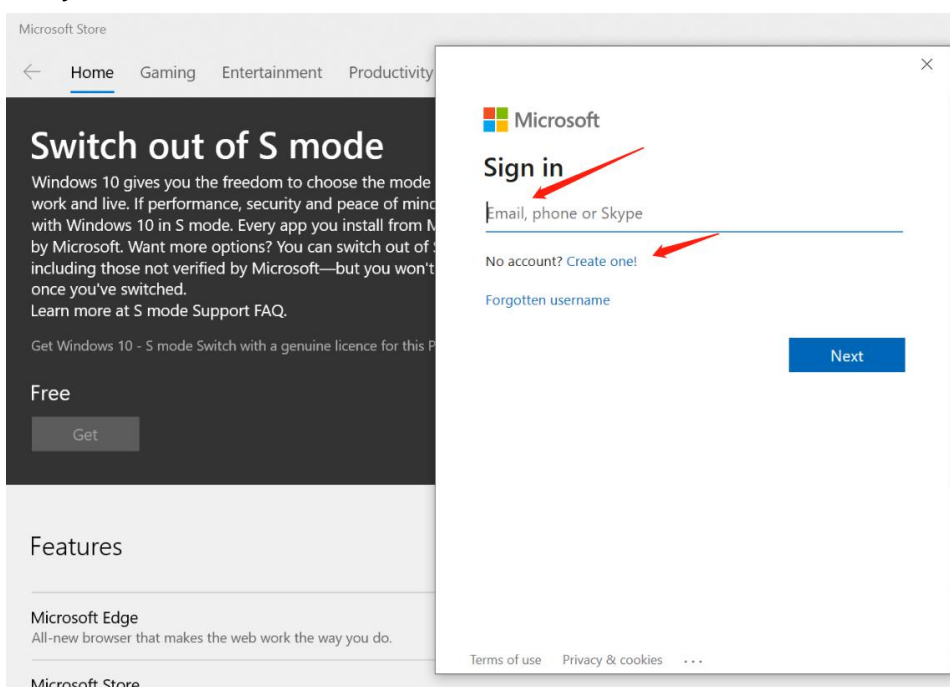 Microsoft Store
Home Gaming Entertainment Productivity
Switch out of S mode
Windows 10 gives you the freedom to choose the mode
work and live. If performance, security and peace of mind
with Windows 10 in S mode. Every app you install from M
by Microsoft. Want more options? You can switch out of S
including those not verified by Microsoft—but you won't
once you've switched.
Learn more at S mode Support FAQ.
Get Windows 10 - S mode Switch with a genuine licence for this P
Free
Get
Features
Microsoft Edge
All-new browser that makes the web work the way you do.
Microsoft Store
Microsoft
Sign in
Email, phone or Skype
No account? Create one!
Forgotten username
Next
Terms of use Privacy & cookies ...